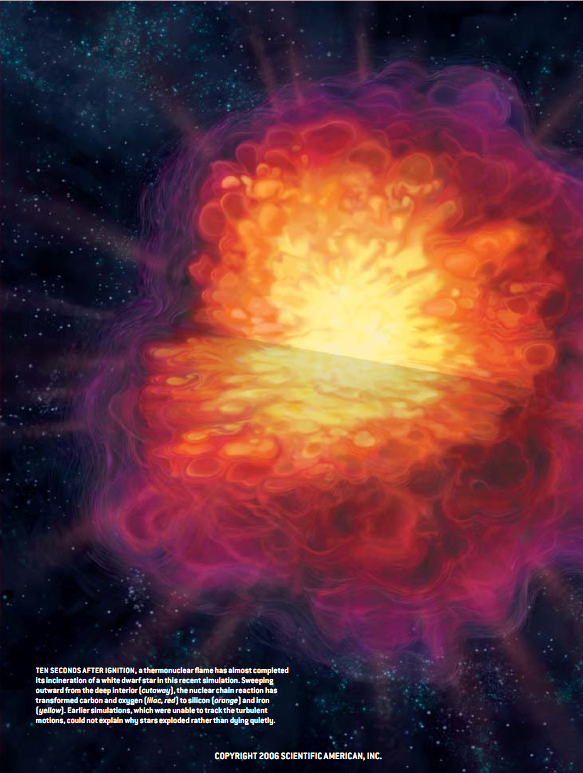 TEN SECONDS AFTER IGNITION, a thermonuclear flame has almost completed
its incineration of a white dwarf star in this recent simulation. Sweeping
outward from the deep interior (cutaway), the nuclear chain reaction has
transformed carbon and oxygen (lilac, red) to silicon (orange) and iron
(yellow). Earlier simulations, which were unable to track the turbulent
motions, could not explain why stars exploded rather than dying quietly.
COPYRIGHT 2006 SCIENTIFIC AMERICAN, INC.